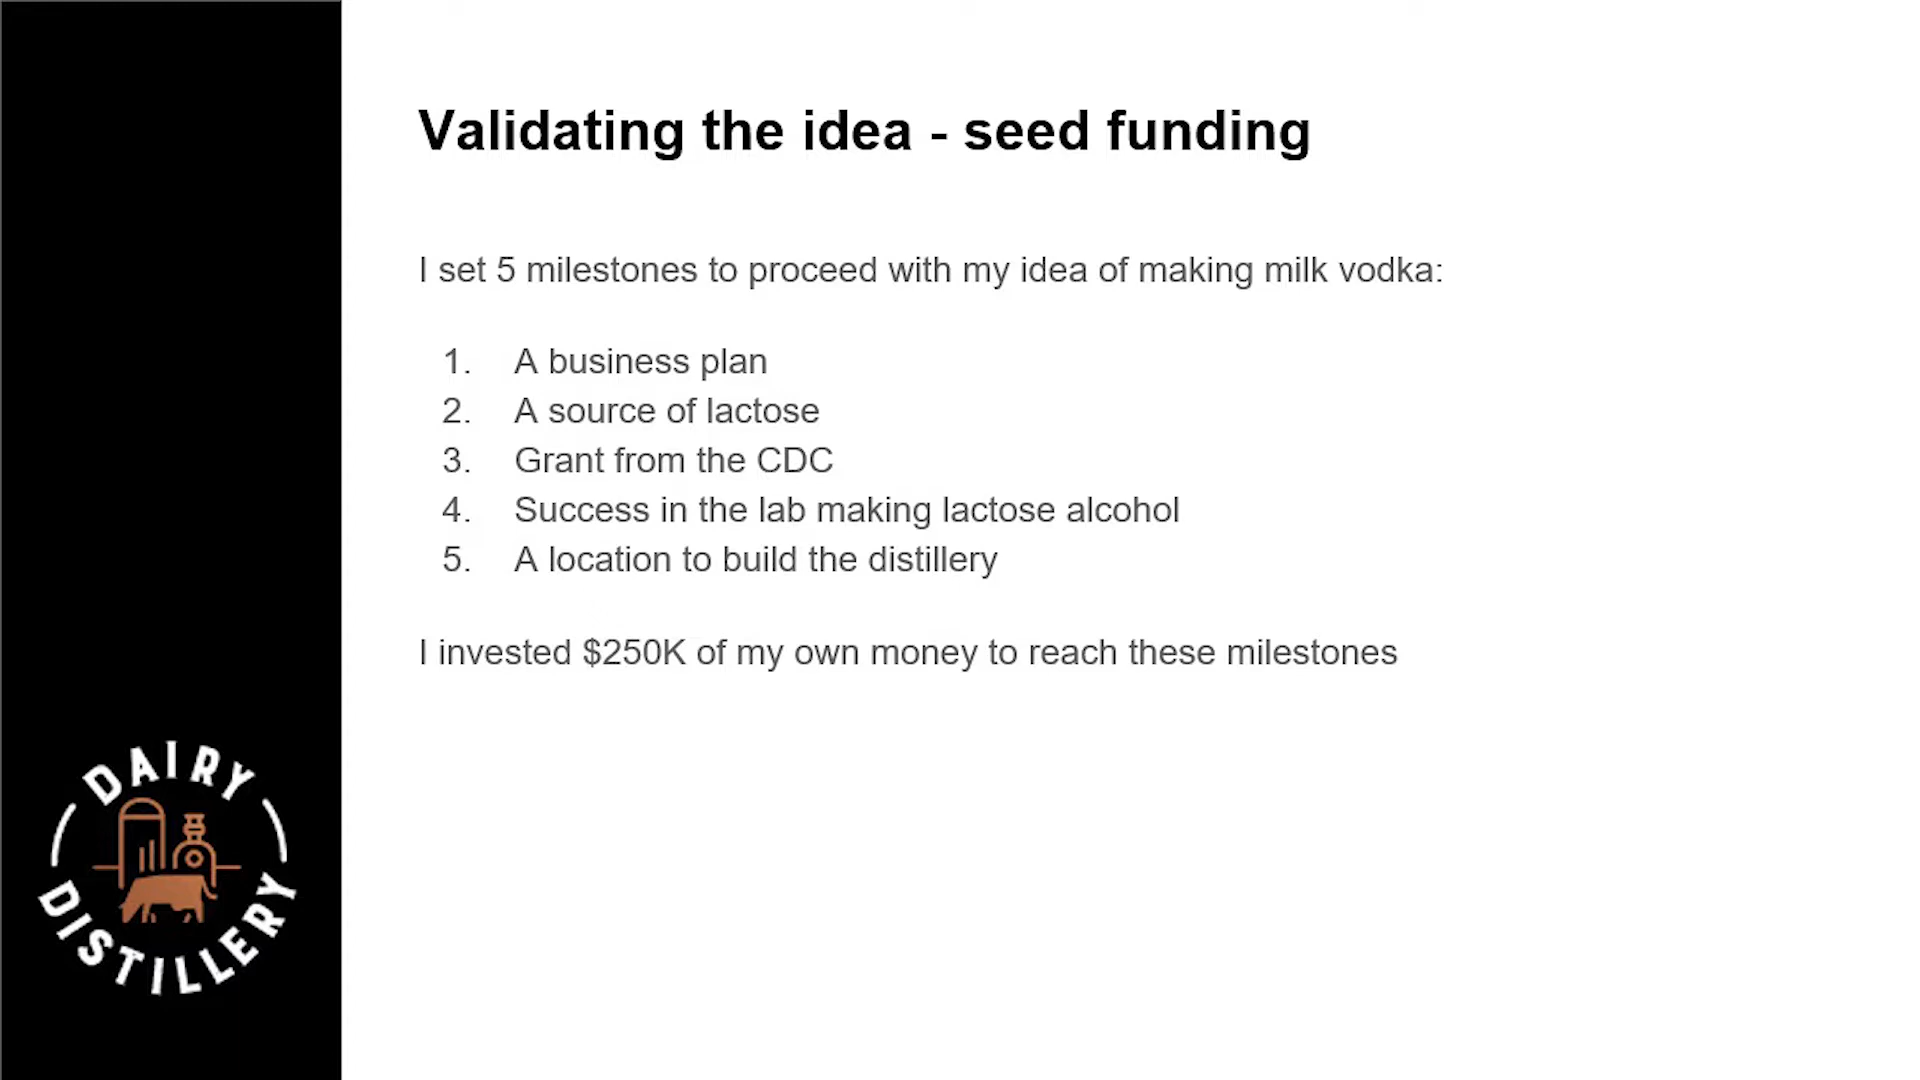 Validating the idea - seed funding
I set 5 milestones to proceed with my idea of making milk vodka:
1. A business plan
2. A source of lactose
3. Grant from the CDC
4. Success in the lab making lactose alcohol
5. A location to build the distillery
I invested $250K of my own money to reach these milestones
DAIRY
DISTILLERY